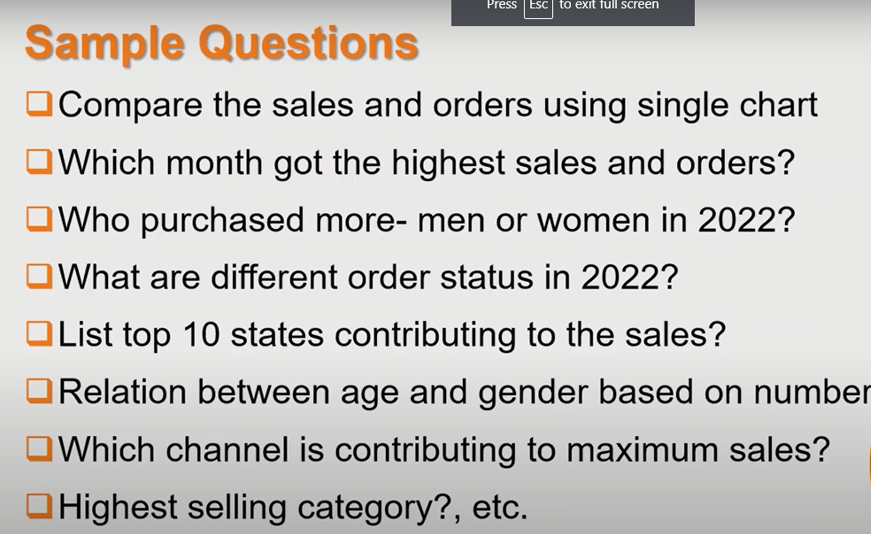 Press Esc to exit full screen
Sample Questions
Compare the sales and orders using single chart
Which month got the highest sales and orders?
Who purchased more- men or women in 2022?
What are different order status in 2022?
List top 10 states contributing to the sales?
Relation between age and gender based on number
Which channel is contributing to maximum sales?
Highest selling category?, etc.